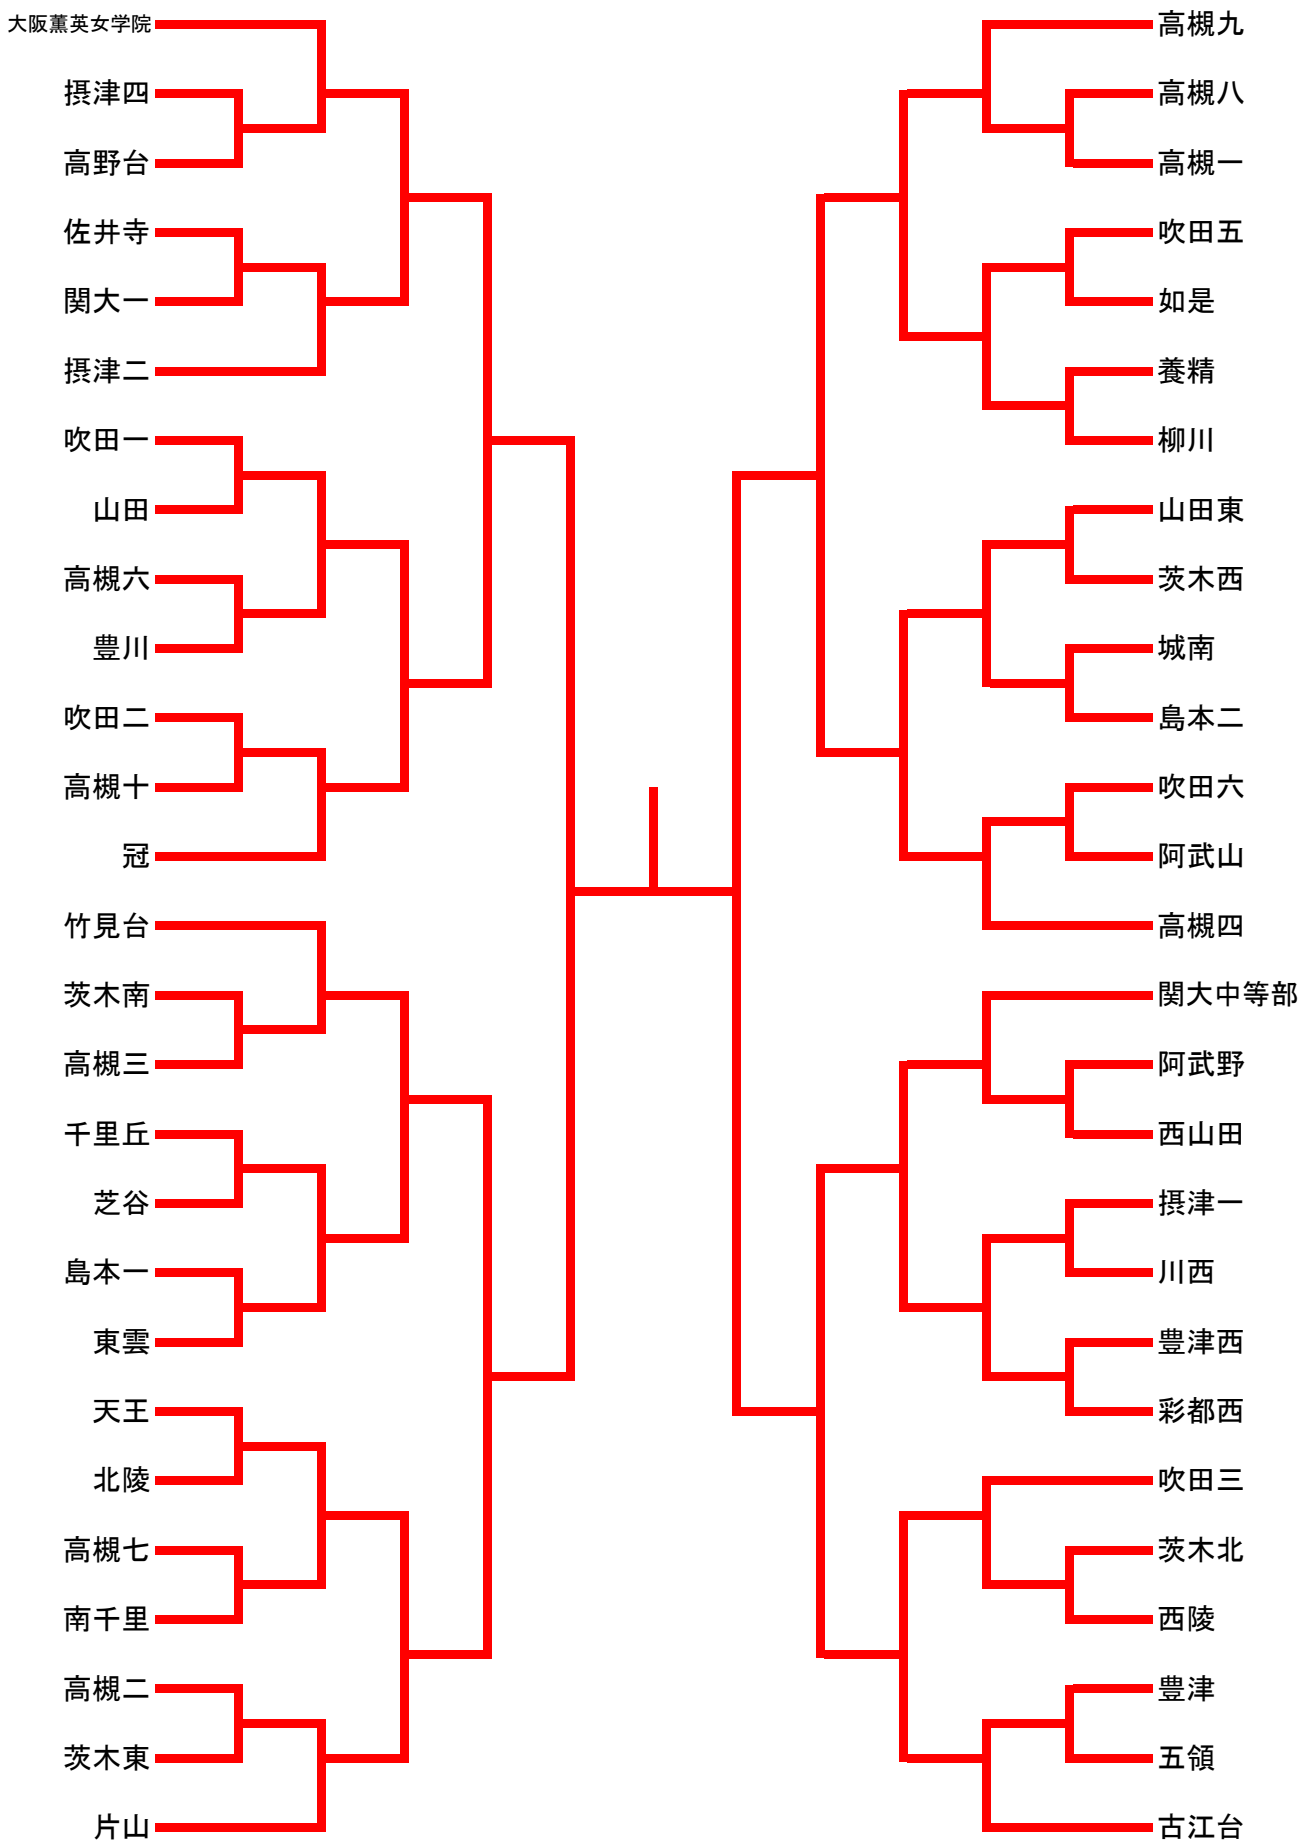 大阪薫英女学院
摂津四
高野台
佐井寺
関大一
摂津二
吹田一
山田
高槻六
豊川
吹田二
高槻十
冠
竹見台
茨木南
高槻三
千里丘
芝谷
島本一
東雲
天王
北陵
高槻七
南千里
高槻二
茨木東
片山
高槻九
高槻八
高槻一
吹田五
如是
養精
柳川
山田東
茨木西
城南
島本二
吹田六
阿武山
高槻四
関大中等部
阿武野
西山田
摂津一
川西
豊津西
彩都西
吹田三
茨木北
西陵
豊津
五領
古江台